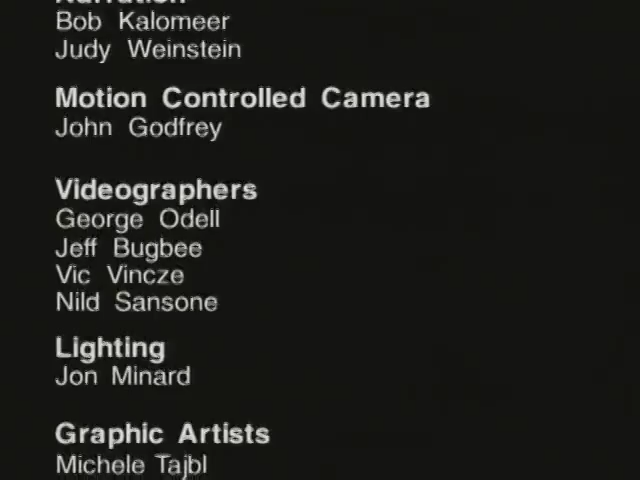 Narration
Bob Kalomeer
Judy Weinstein
Motion Controlled Camera
John Godfrey
Videographers
George Odell
Jeff Bugbee
Vic Vincze
Nild Sansone
Lighting
Jon Minard
Graphic Artists
Michele Tajbl